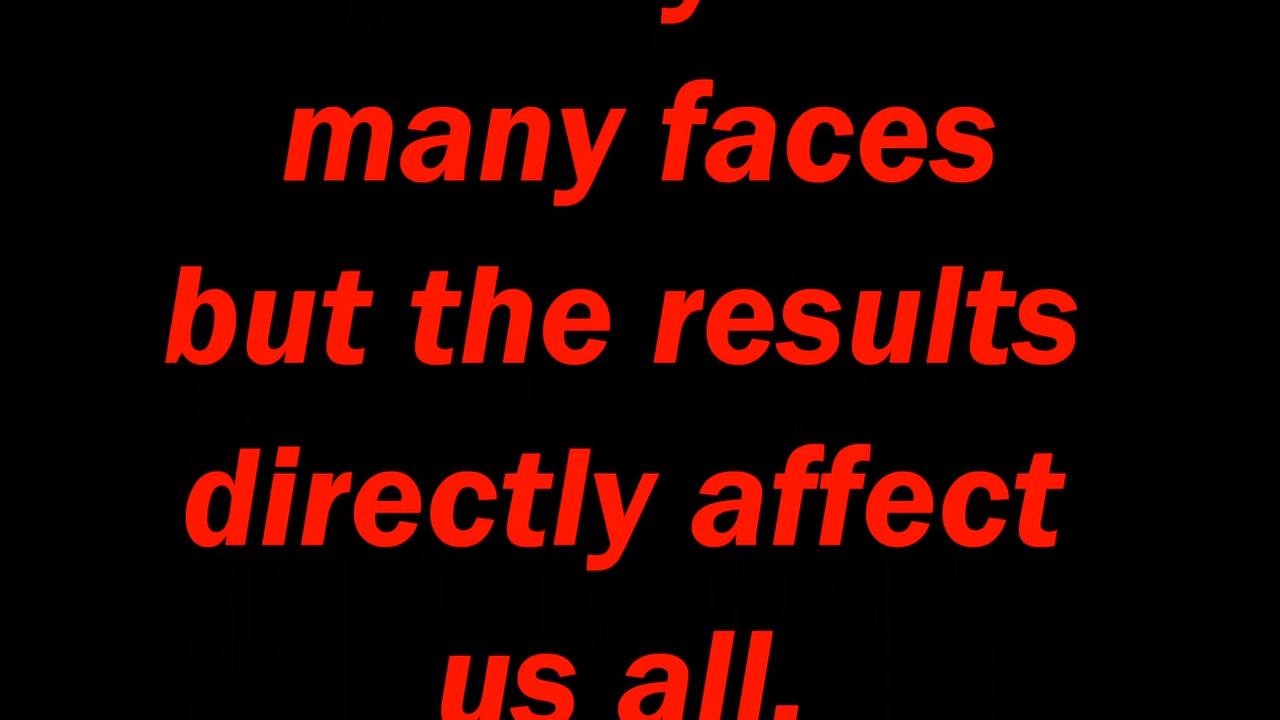 many faces
but the results
directly affect
us all.